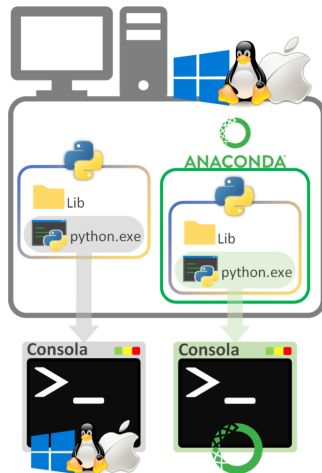 ANACONDA
Lib
python.exe
Lib
python.exe
Consola
>_
Consola
>_